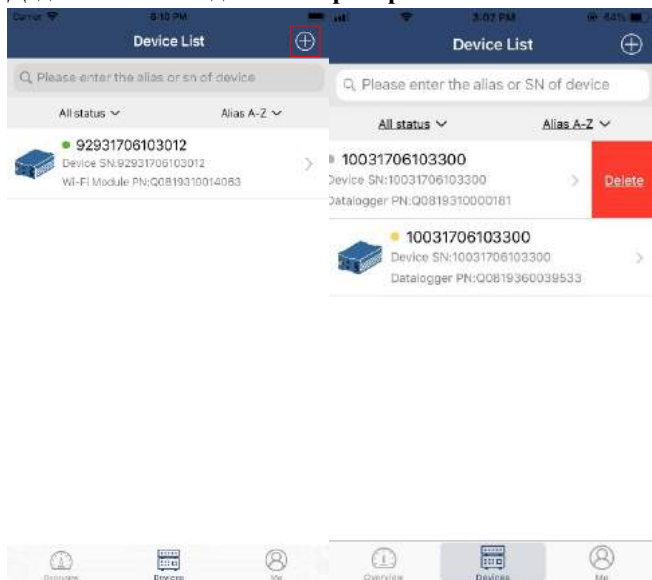 Carrier 6:10 PM
Device List
Please enter the alias or sn of device
All status
Alias A-Z
92931706103012
Device SN:92931706103012
Wi-Fi Module PN:Q0819310014063
Overview
Devices
Me
3:07 PM
64%
Device List
Please enter the alias or SN of device
All status
Alias A-Z
10031706103300
Device SN:10031706103300
Datalogger PN:Q0819310000181
Delete
10031706103300
Device SN:10031706103300
Datalogger PN:Q0819360039533
Overview
Devices
Me